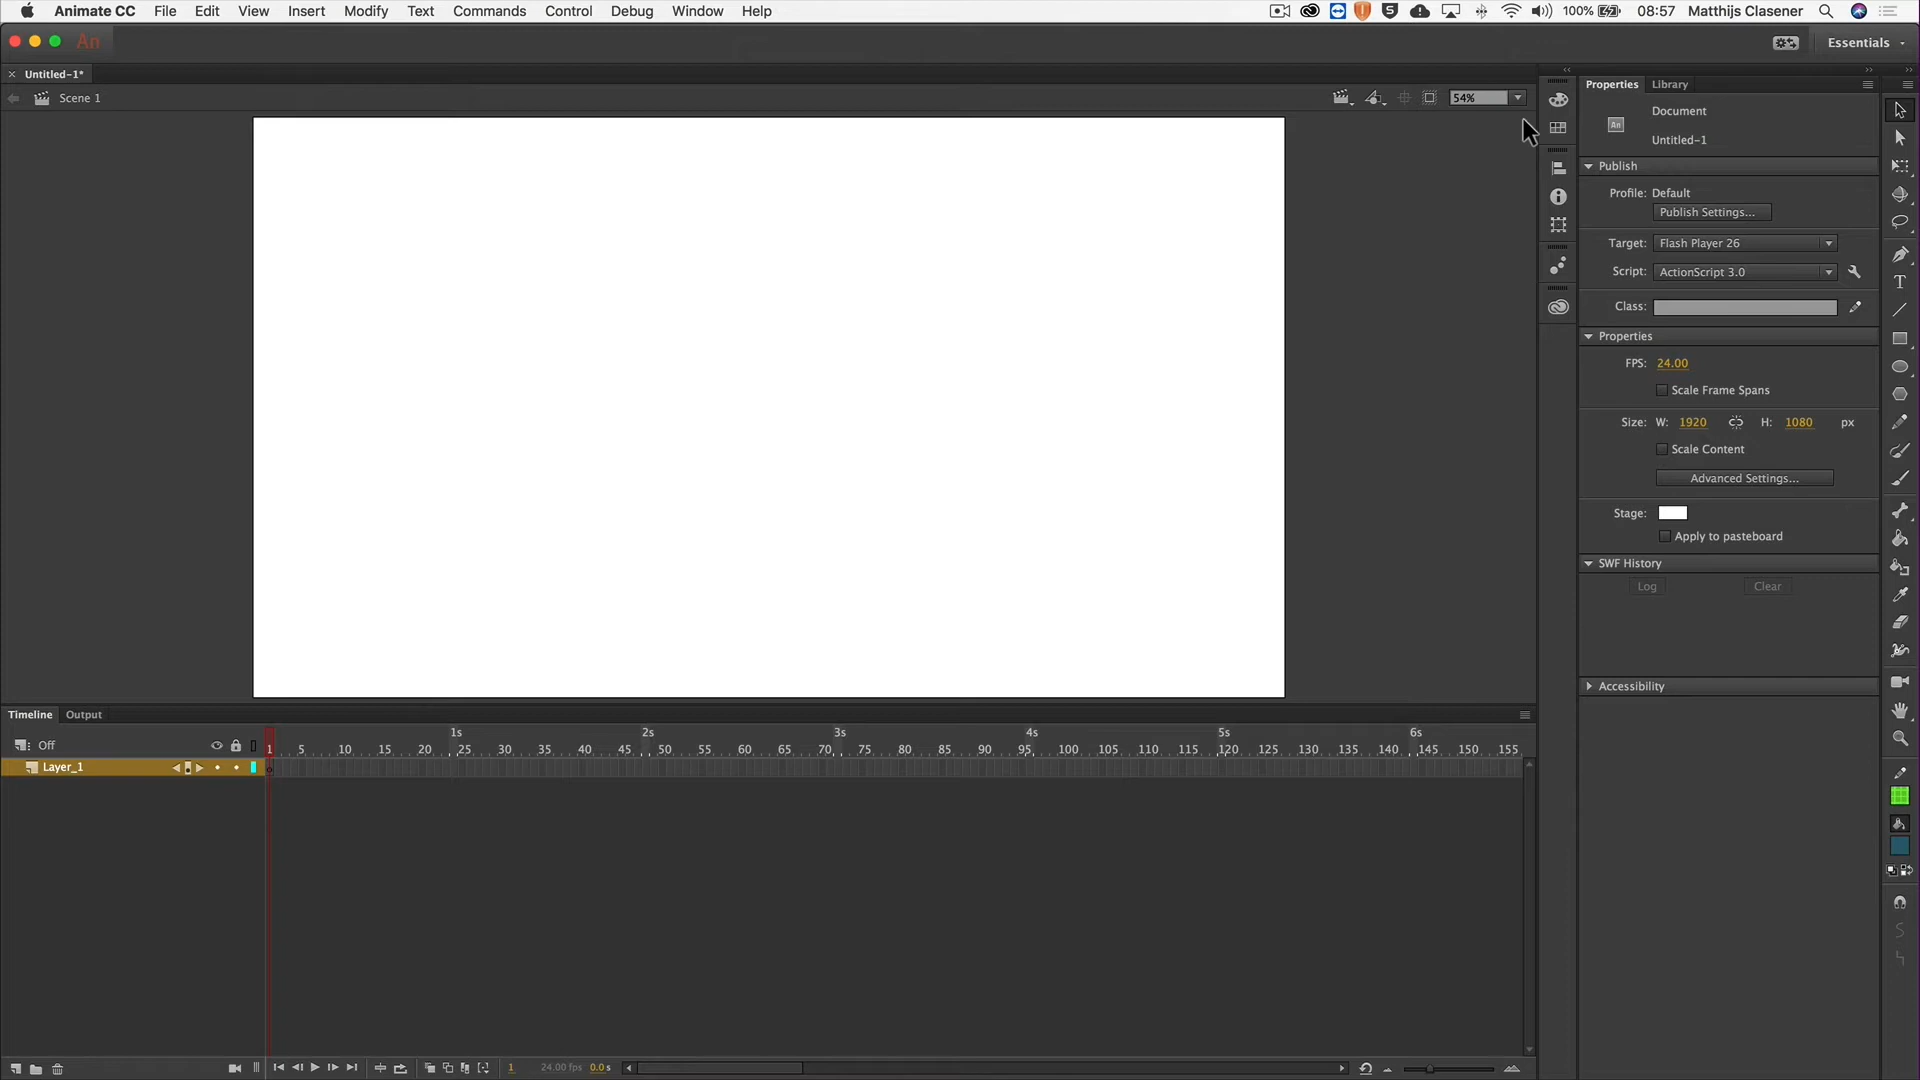 Animate CC File Edit View Insert Modify Text Commands Control Debug Window Help 100% 08:57 Matthijs Clasener
An Essentials
Untitled-1*
Scene 1 54%
Properties Library
Document
An
Untitled-1
Publish
Profile: Default
Publish Settings...
Target: Flash Player 26
Script: ActionScript 3.0
Class:
Properties
FPS: 24.00
Scale Frame Spans
Size: W: 1920 H: 1080 px
Scale Content
Advanced Settings...
Stage:
Apply to pasteboard
SWF History
Log Clear
Accessibility
Timeline Output
1s 2s 3s 4s 5s 6s
Off 1 5 10 15 20 25 30 35 40 45 50 55 60 65 70 75 80 85 90 95 100 105 110 115 120 125 130 135 140 145 150 155
Layer_1
1 24.00 fps 0.0 s